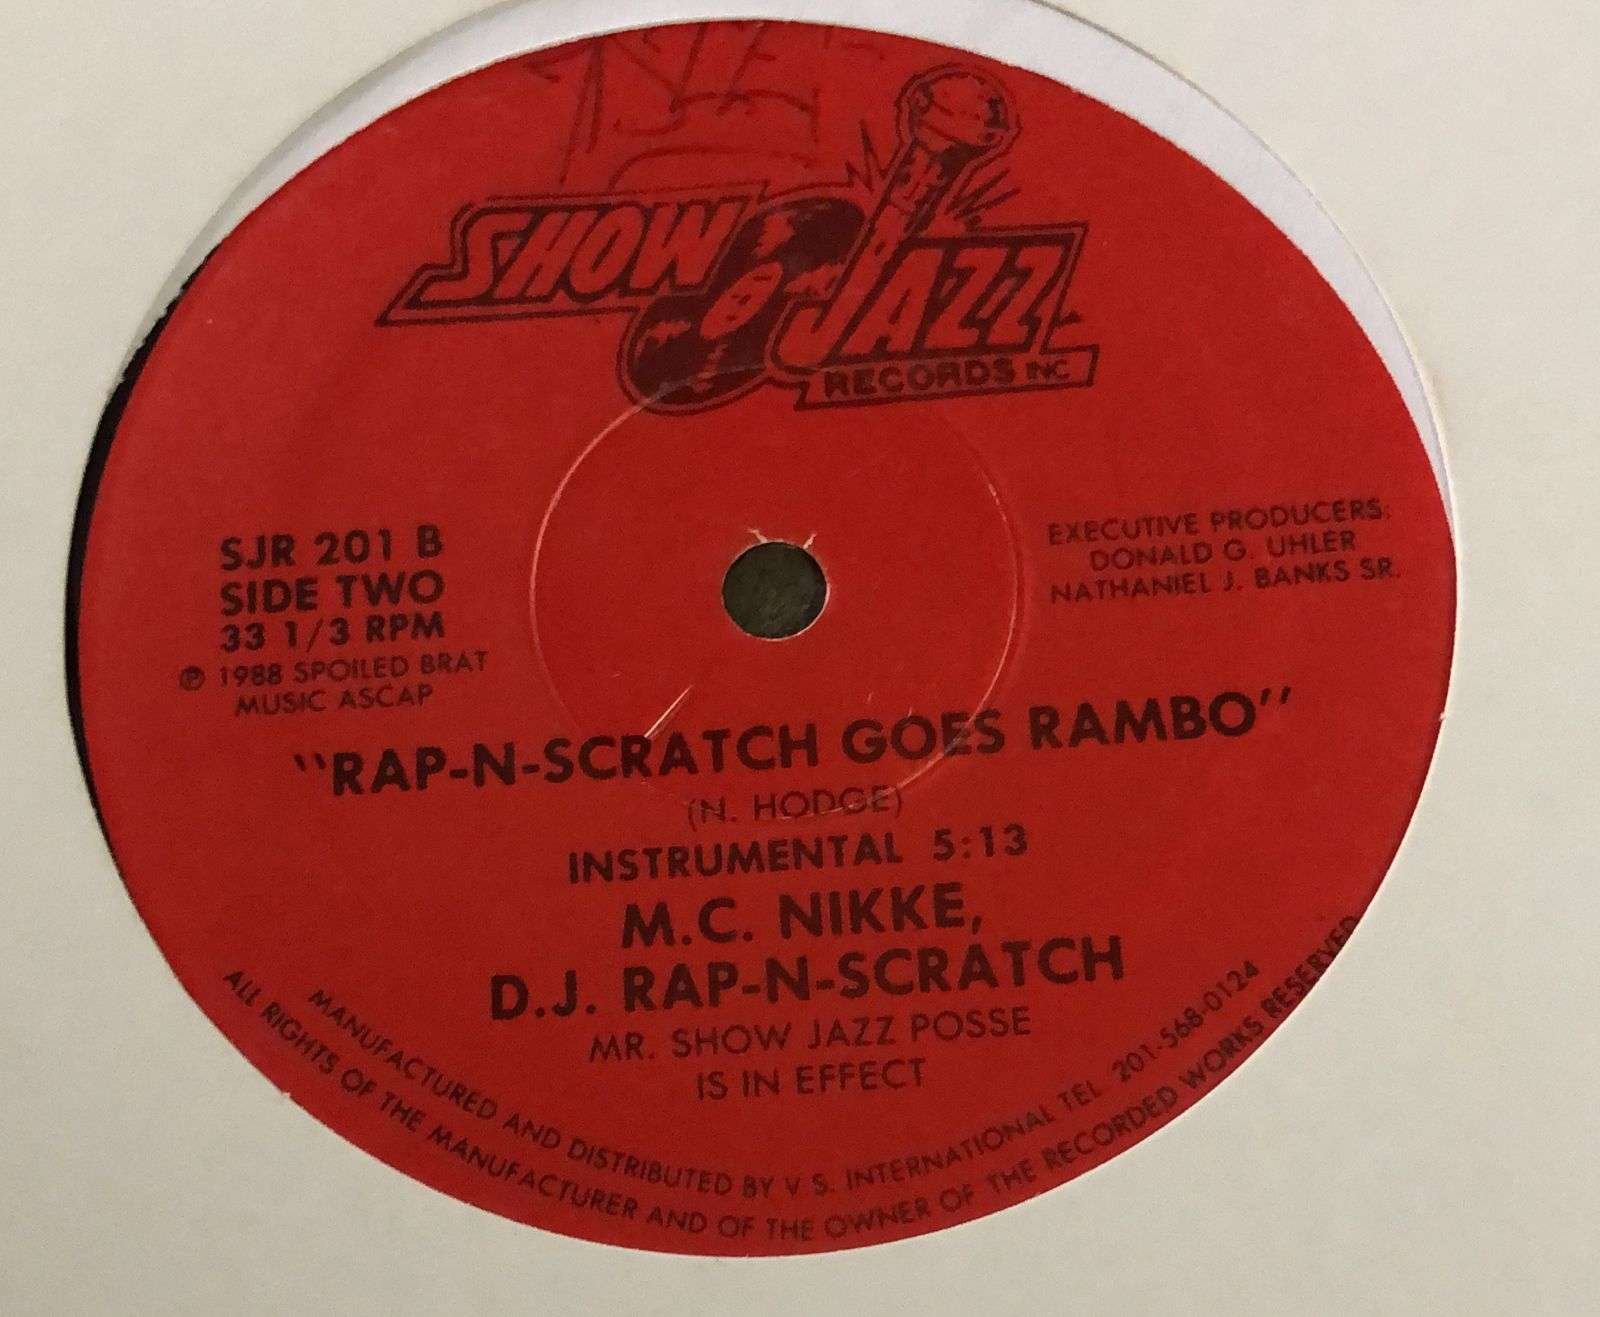 SHOW JAZZ
RECORDS INC
SJR 201 B
SIDE TWO
33 1/3 RPM
℗ 1988 SPOILED BRAT
MUSIC ASCAP
EXECUTIVE PRODUCERS:
DONALD G. UHLER
NATHANIEL J. BANKS SR.
"RAP-N-SCRATCH GOES RAMBO"
(N. HODGE)
INSTRUMENTAL 5:13
M.C. NIKKE,
D.J. RAP-N-SCRATCH
MR. SHOW JAZZ POSSE
IS IN EFFECT
MANUFACTURED AND DISTRIBUTED BY V.S. INTERNATIONAL TEL 201-568-0124
ALL RIGHTS OF THE MANUFACTURER AND OF THE OWNER OF THE RECORDED WORKS RESERVED